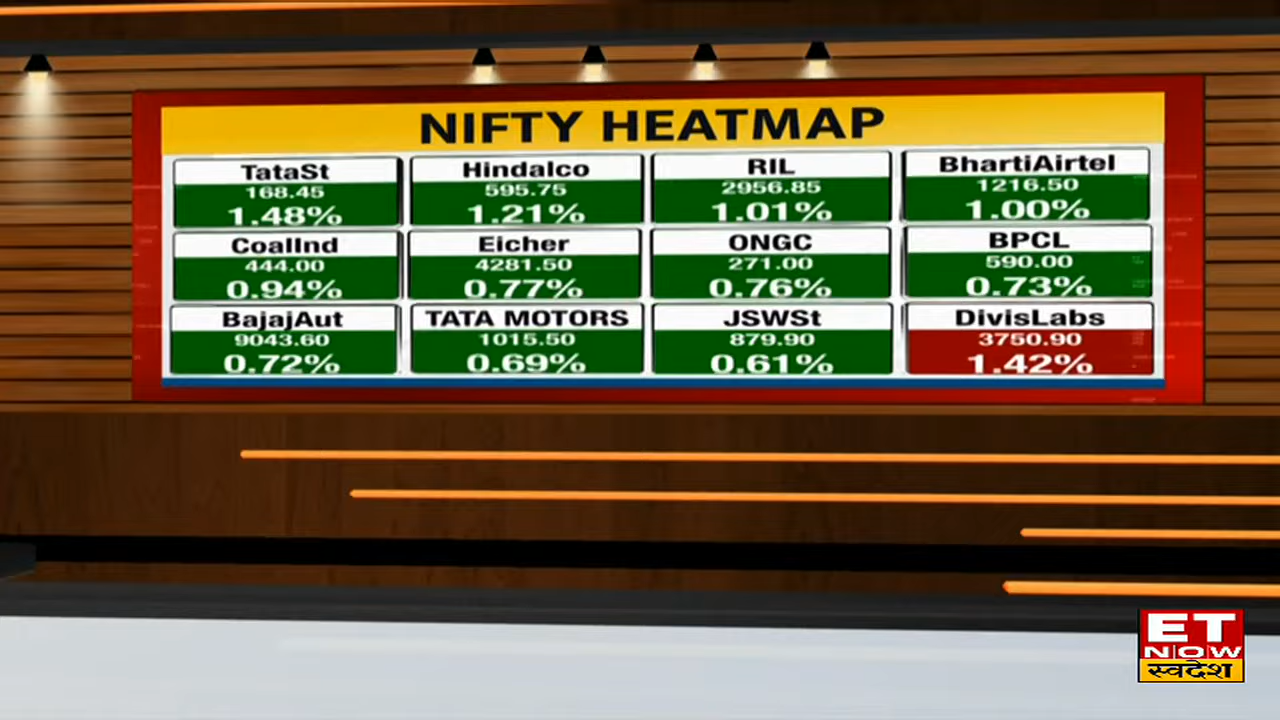 NIFTY HEATMAP
TataSt
168.45
1.48%
Hindalco
595.75
1.21%
RIL
2956.85
1.01%
BhartiAirtel
1216.50
1.00%
CoalInd
444.00
0.94%
Eicher
4281.50
0.77%
ONGC
271.00
0.76%
BPCL
590.00
0.73%
BajajAut
9043.60
0.72%
TATA MOTORS
1015.50
0.69%
JSWSt
879.90
0.61%
DivisLabs
3750.90
1.42%
ET
NOW
स्वदेश